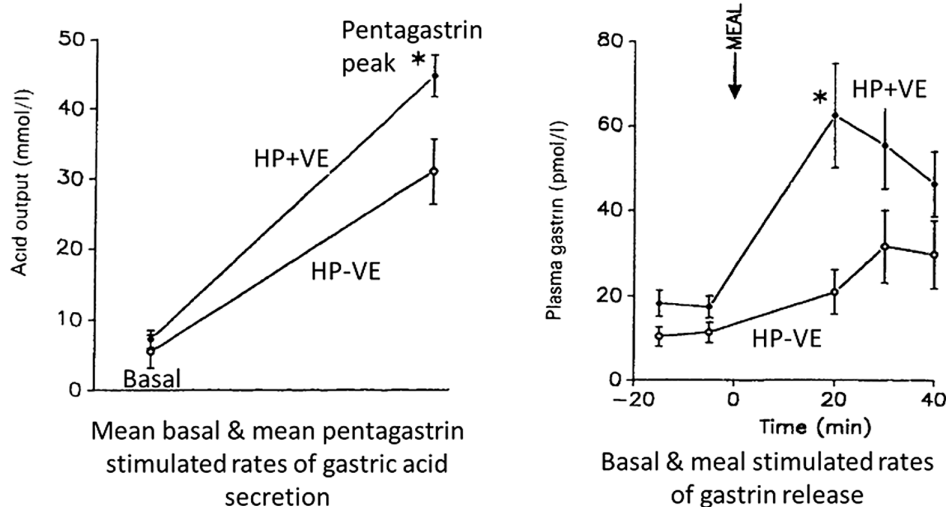 Pentagastrin
peak
*
HP+VE
HP-VE
Basal
Acid output (mmol/l)
50
40
30
20
10
0
Mean basal & mean pentagastrin
stimulated rates of gastric acid
secretion
MEAL
*
HP+VE
HP-VE
Plasma gastrin (pmol/l)
80
60
40
20
0
-20 0 20 40
Time (min)
Basal & meal stimulated rates
of gastrin release